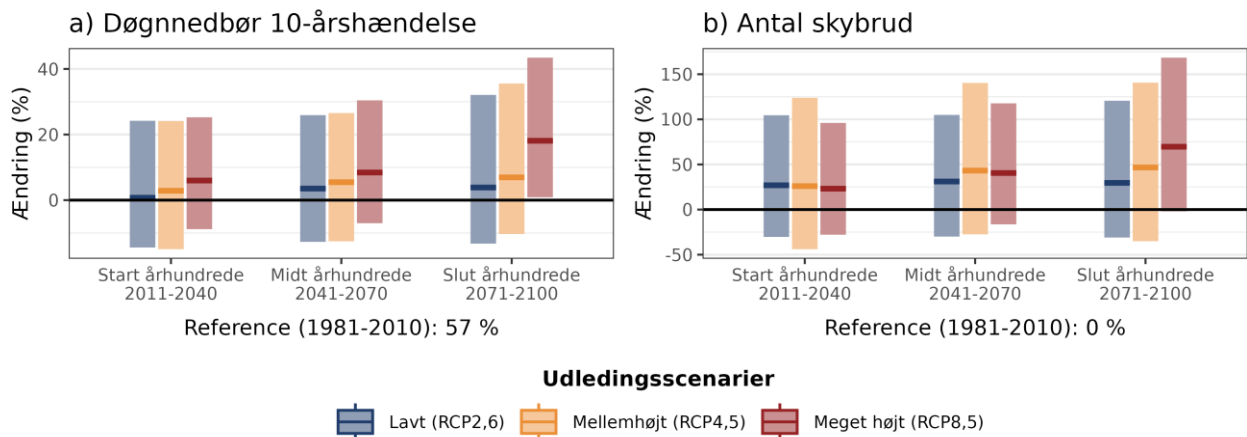 a) Døgnnedbør 10-årshændelse
Ændring (%)
40
20
0
Start århundrede
2011-2040
Midt århundrede
2041-2070
Slut århundrede
2071-2100
Reference (1981-2010): 57 %
b) Antal skybrud
Ændring (%)
150
100
50
0
-50
Start århundrede
2011-2040
Midt århundrede
2041-2070
Slut århundrede
2071-2100
Reference (1981-2010): 0 %
Udledingsscenarier
Lavt (RCP2,6)
Mellemhøjt (RCP4,5)
Meget højt (RCP8,5)